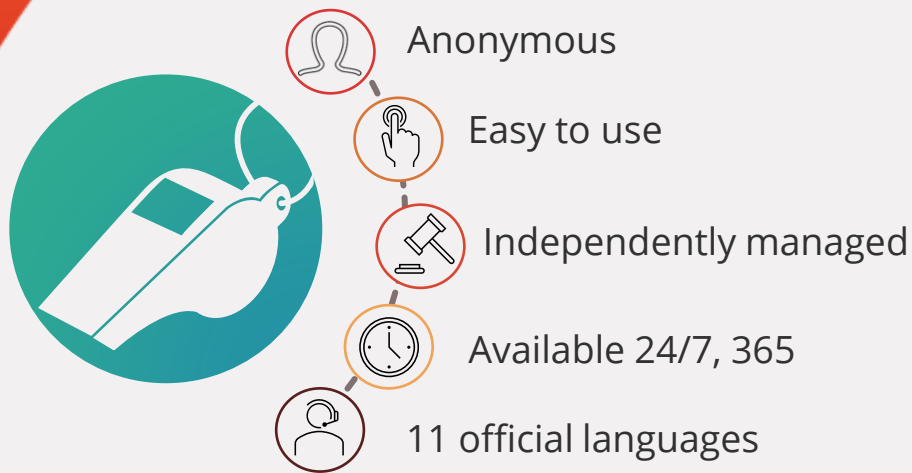 Anonymous
Easy to use
Independently managed
Available 24/7, 365
11 official languages